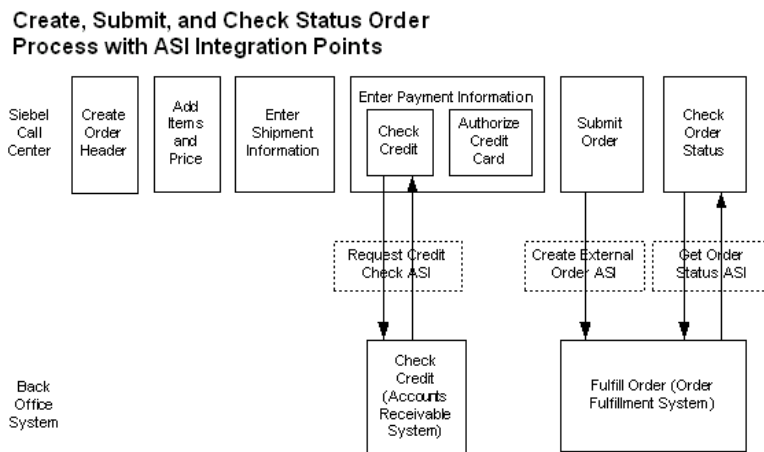 Create, Submit, and Check Status Order
Process with ASI Integration Points
Siebel
Call
Center
Create
Order
Header
Add
Items
and
Price
Enter
Shipment
Information
Enter Payment Information
Check
Credit
Authorize
Credit
Card
Submit
Order
Check
Order
Status
Request Credit
Check ASI
Create External
Order ASI
Get Order
Status ASI
Back
Office
System
Check
Credit
(Accounts
Receivable
System)
Fulfill Order (Order
Fulfillment System)